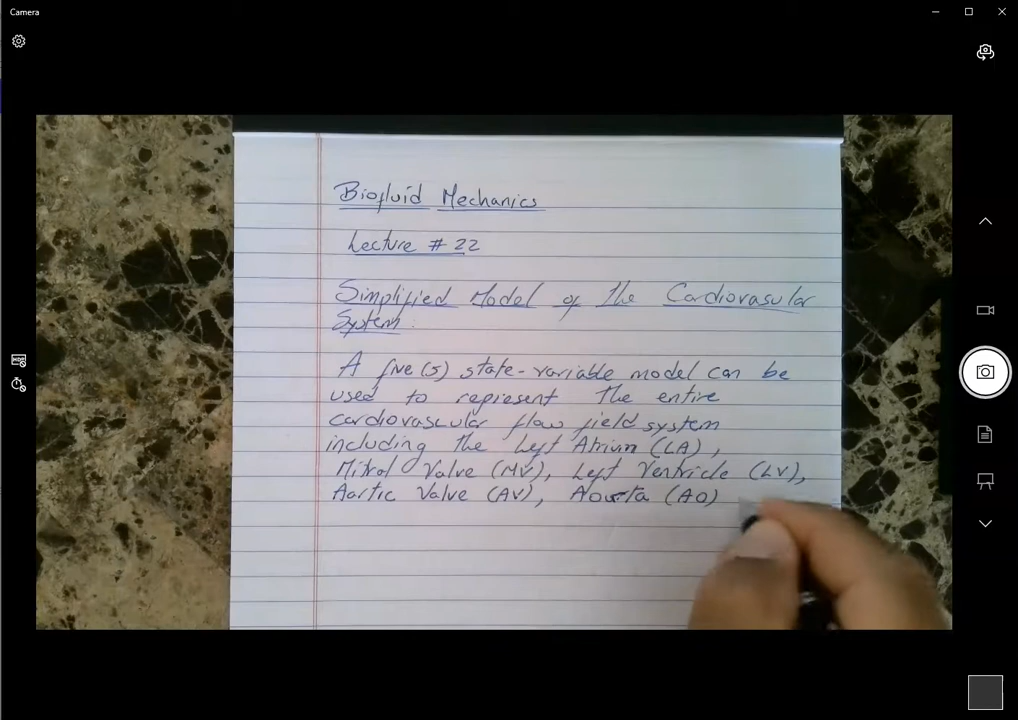 Camera
Biofluid Mechanics
Lecture # 22
Simplified Model of the Cardiovascular
System.
A five (5) state-variable model can be
used to represent the entire
cardiovascular flow field system
including the Left Atrium (LA),
Mitral Valve (MV), Left Ventricle (LV),
Aartic Valve (AV), Aourta (AO)